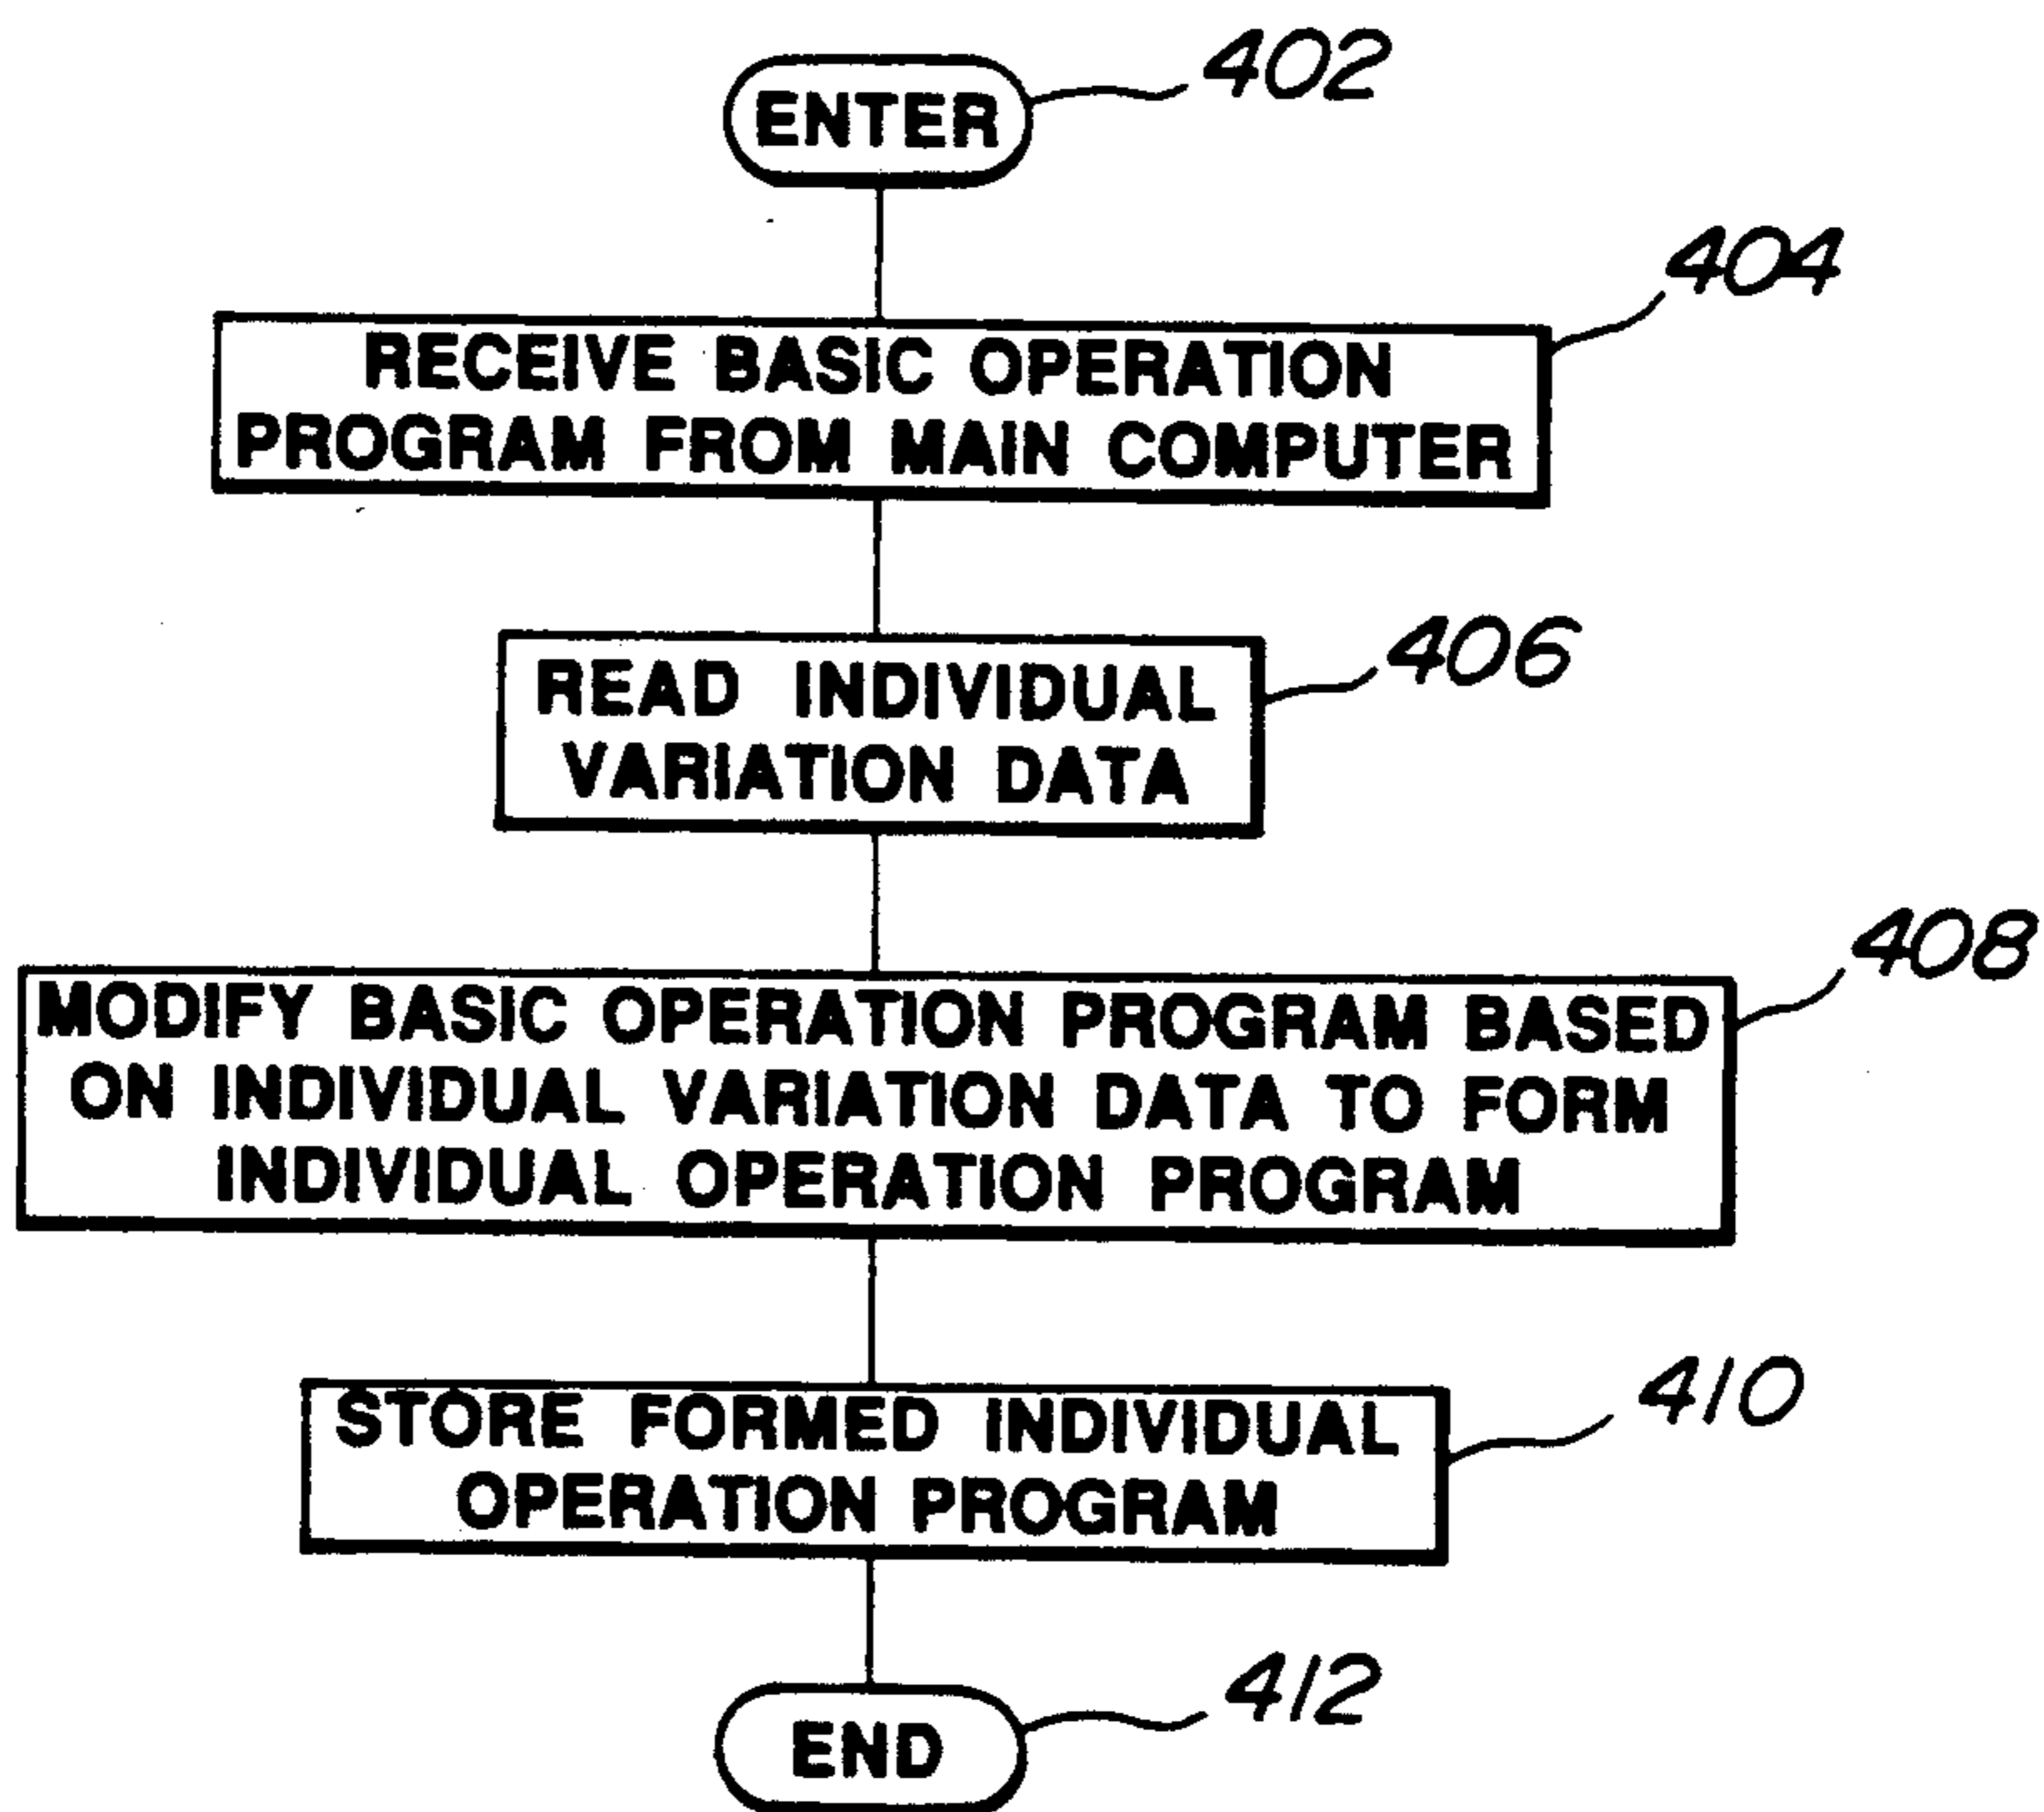 ENTER
402
404
RECEIVE BASIC OPERATION
PROGRAM FROM MAIN COMPUTER
406
READ INDIVIDUAL
VARIATION DATA
408
MODIFY BASIC OPERATION PROGRAM BASED
ON INDIVIDUAL VARIATION DATA TO FORM
INDIVIDUAL OPERATION PROGRAM
410
STORE FORMED INDIVIDUAL
OPERATION PROGRAM
412
END